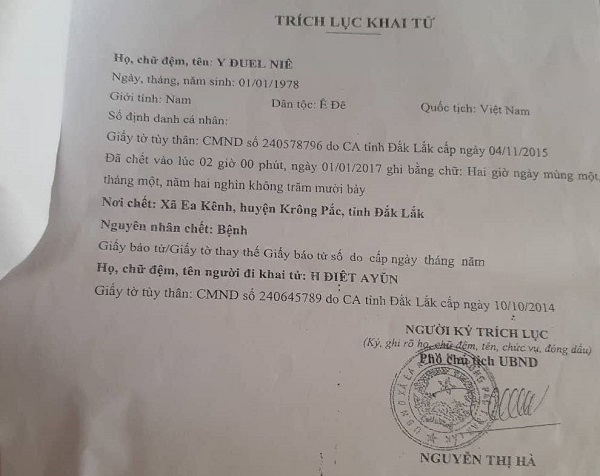 TRÍCH LỤC KHAI TỬ
Họ, chữ đệm, tên: Y ĐUEL NIÊ
Ngày, tháng, năm sinh: 01/01/1978
Giới tính: Nam Dân tộc: Ê Đê Quốc tịch: Việt Nam
Số định danh cá nhân:
Giấy tờ tùy thân: CMND số 240578796 do CA tỉnh Đắk Lắk cấp ngày 04/11/2015
Đã chết vào lúc 02 giờ 00 phút, ngày 01/01/2017 ghi bằng chữ: Hai giờ ngày mùng một,
tháng một, năm hai nghìn không trăm mười bảy
Nơi chết: Xã Ea Kênh, huyện Krông Pắc, tỉnh Đắk Lắk
Nguyên nhân chết: Bệnh
Giấy báo tử/Giấy tờ thay thế Giấy báo tử số do cấp ngày tháng năm
Họ, chữ đệm, tên người đi khai tử: H ĐIÊT AYŨN
Giấy tờ tùy thân: CMND số 240645789 do CA tỉnh Đắk Lắk cấp ngày 10/10/2014
NGƯỜI KÝ TRÍCH LỤC
(Ký, ghi rõ họ, chữ đệm, tên, chức vụ, đóng dấu)
Phó Chủ tịch UBND
NGUYỄN THỊ HÀ